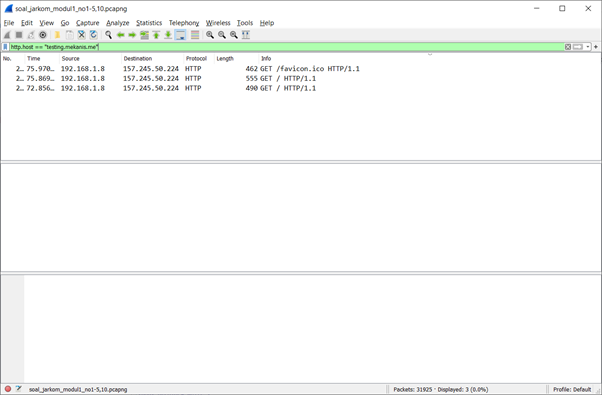 soal_jarkom_modul1_no1-5,10.pcapng
File Edit View Go Capture Analyze Statistics Telephony Wireless Tools Help
http.host == "testing.mekanis.me"
No. Time Source Destination Protocol Length Info
2… 75.970… 192.168.1.8 157.245.50.224 HTTP 462 GET /favicon.ico HTTP/1.1
2… 75.869… 192.168.1.8 157.245.50.224 HTTP 555 GET / HTTP/1.1
2… 72.856… 192.168.1.8 157.245.50.224 HTTP 490 GET / HTTP/1.1
soal_jarkom_modul1_no1-5,10.pcapng Packets: 31925 · Displayed: 3 (0.0%) Profile: Default